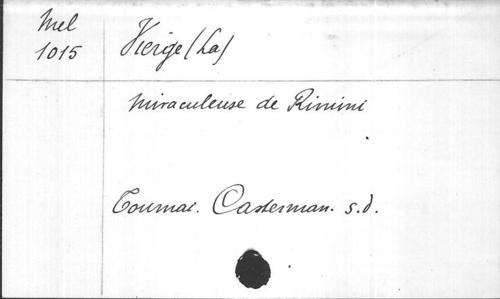 Mel
1015
Vierge (La)
miraculeuse de Rimini
Tournai. Casterman. s.d.